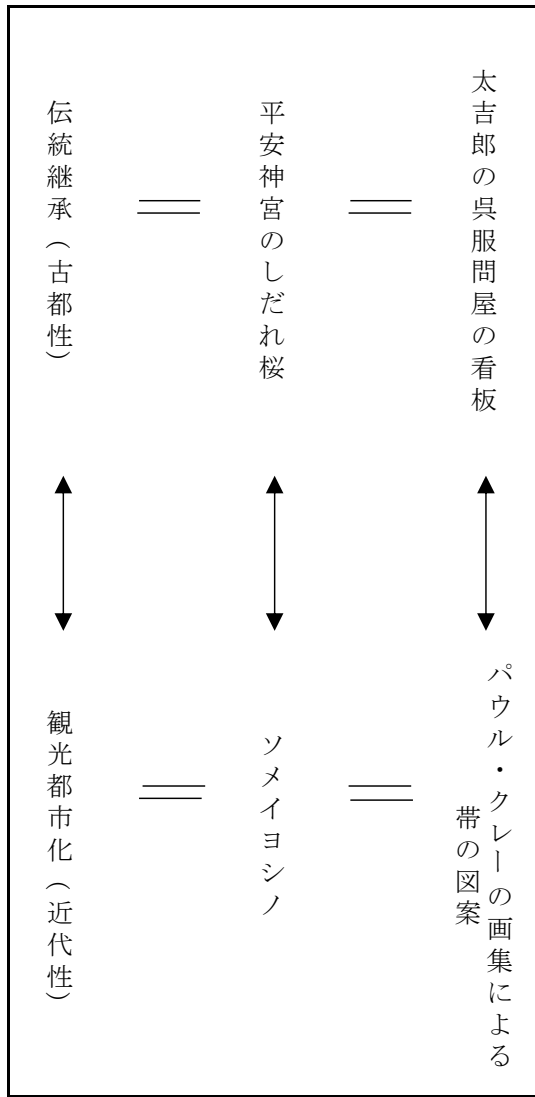 太吉郎の呉服問屋の看板
パウル・クレーの画集による
帯の図案
平安神宮のしだれ桜
ソメイヨシノ
伝統継承(古都性)
観光都市化(近代性)